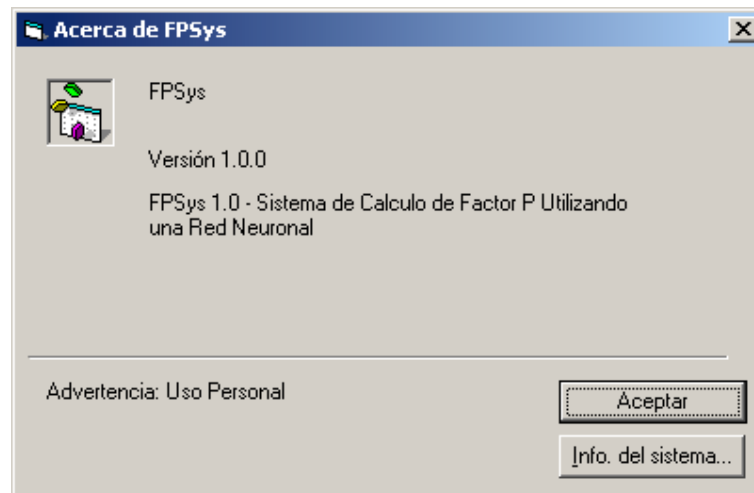 Acerca de FPSys
FPSys
Versión 1.0.0
FPSys 1.0 - Sistema de Calculo de Factor P Utilizando
una Red Neuronal
Advertencia: Uso Personal
Aceptar
Info. del sistema...